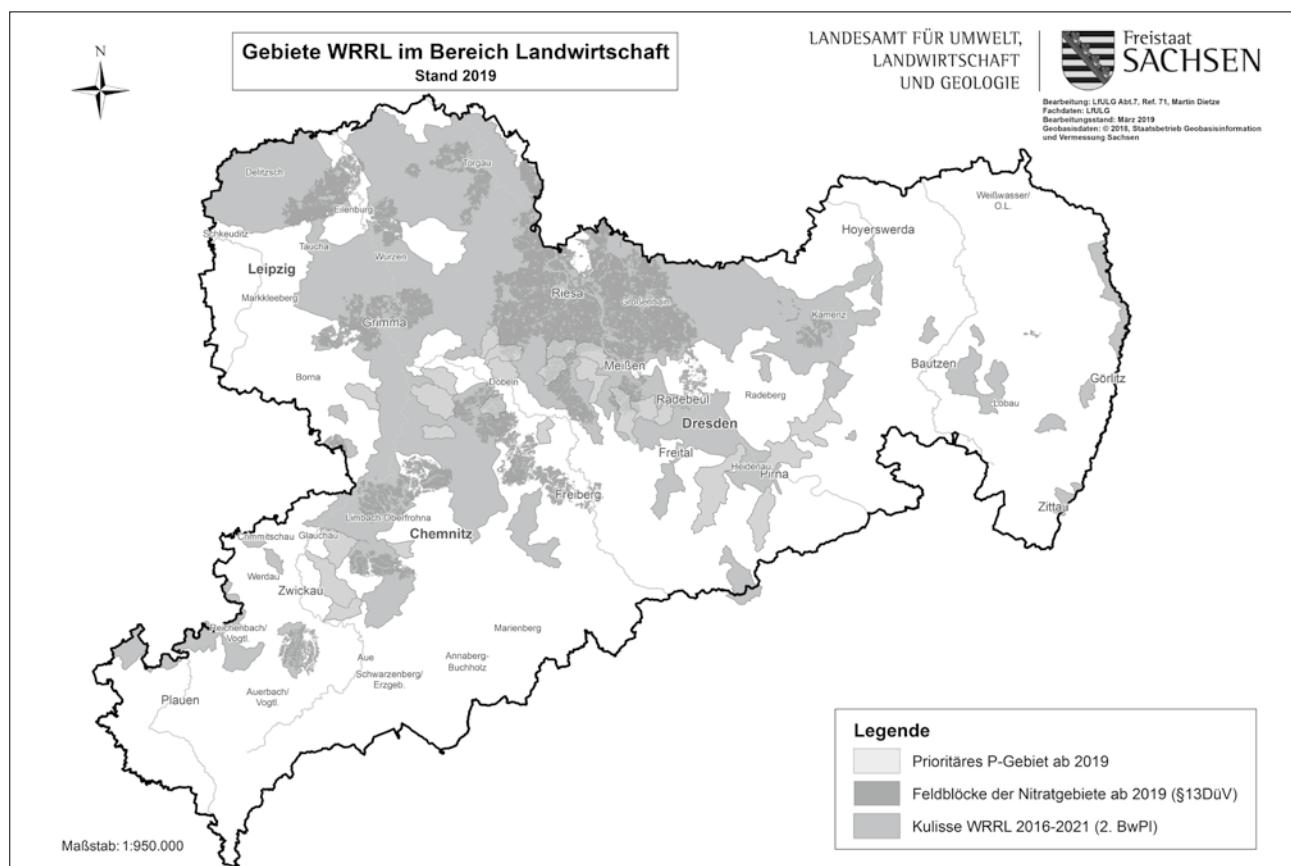 Gebiete WRRL im Bereich Landwirtschaft
Stand 2019
LANDESAMT FÜR UMWELT,
LANDWIRTSCHAFT
UND GEOLOGIE
Freistaat
SACHSEN
Bearbeitung: LfULG Abt.7, Ref. 71, Martin Dietze
Fachdaten: LfULG
Bearbeitungsstand: März 2019
Geobasisdaten: © 2018, Staatsbetrieb Geobasisinformation
und Vermessung Sachsen
N
Delitzsch
Torgau
Eilenburg
Schkeuditz
Taucha
Wurzen
Leipzig
Markkleeberg
Grimma
Borna
Riesa
Großenhain
Weißwasser/
O.L.
Hoyerswerda
Kamenz
Meißen
Döbeln
Radebeul
Radeberg
Dresden
Bautzen
Löbau
Görlitz
Freital
Heidenau
Pirna
Zittau
Freiberg
Limbach-Oberfrohna
Chemnitz
Crimmitschau
Glauchau
Werdau
Zwickau
Reichenbach/
Vogtl.
Marienberg
Annaberg-
Buchholz
Aue
Schwarzenberg/
Erzgeb.
Auerbach/
Vogtl.
Plauen
Legende
Prioritäres P-Gebiet ab 2019
Feldblöcke der Nitratgebiete ab 2019 (§13DüV)
Kulisse WRRL 2016-2021 (2. BwPl)
Maßstab: 1:950.000